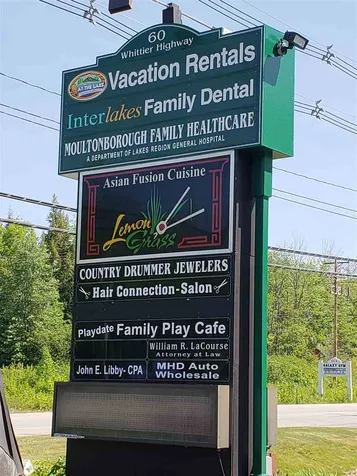 60
Whittier Highway
AT THE LAKE
Vacation Rentals
Interlakes Family Dental
MOULTONBOROUGH FAMILY HEALTHCARE
A DEPARTMENT OF LAKES REGION GENERAL HOSPITAL
Asian Fusion Cuisine
Lemon
Grass
COUNTRY DRUMMER JEWELERS
Hair Connection-Salon
Playdate Family Play Cafe
William R. LaCourse
Attorney at Law
John E. Libby- CPA
MHD Auto
Wholesale
GALAXY GYM